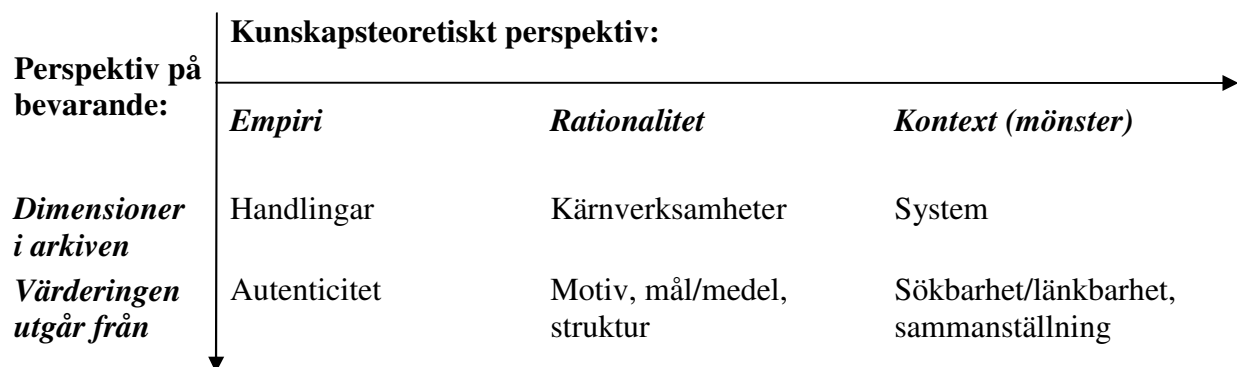 Kunskapsteoretiskt perspektiv:
Perspektiv på
bevarande:
Empiri Rationalitet Kontext (mönster)
Dimensioner Handlingar Kärnverksamheter System
i arkiven
Värderingen Autenticitet Motiv, mål/medel, Sökbarhet/länkbarhet,
utgår från struktur sammanställning